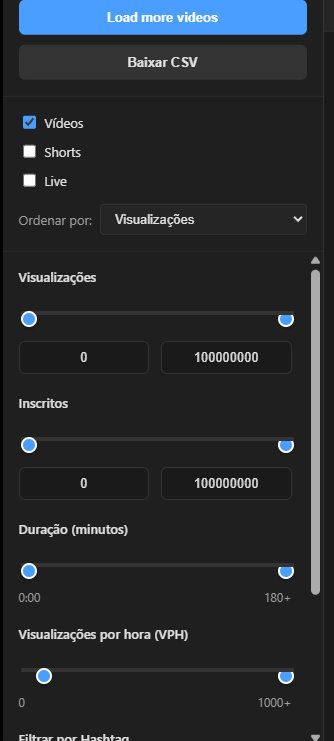 Load more videos
Baixar CSV
Vídeos
Shorts
Live
Ordenar por: Visualizações
Visualizações
0 100000000
Inscritos
0 100000000
Duração (minutos)
0:00 180+
Visualizações por hora (VPH)
0 1000+
Filtrar por Hashtag